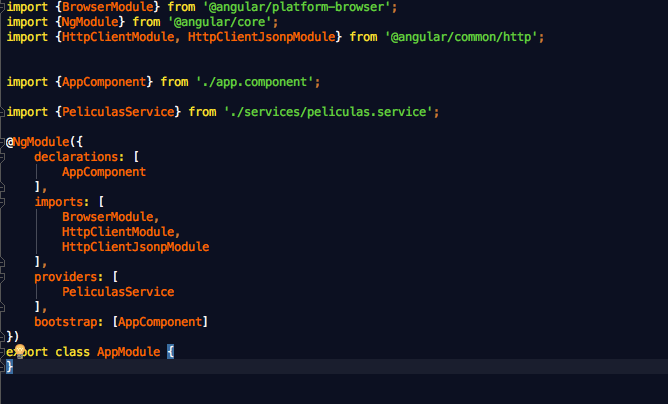 import {BrowserModule} from '@angular/platform-browser';
import {NgModule} from '@angular/core';
import {HttpClientModule, HttpClientJsonpModule} from '@angular/common/http';
import {AppComponent} from './app.component';
import {PeliculasService} from './services/peliculas.service';
@NgModule({
declarations: [
AppComponent
],
imports: [
BrowserModule,
HttpClientModule,
HttpClientJsonpModule
],
providers: [
PeliculasService
],
bootstrap: [AppComponent]
})
export class AppModule {
}